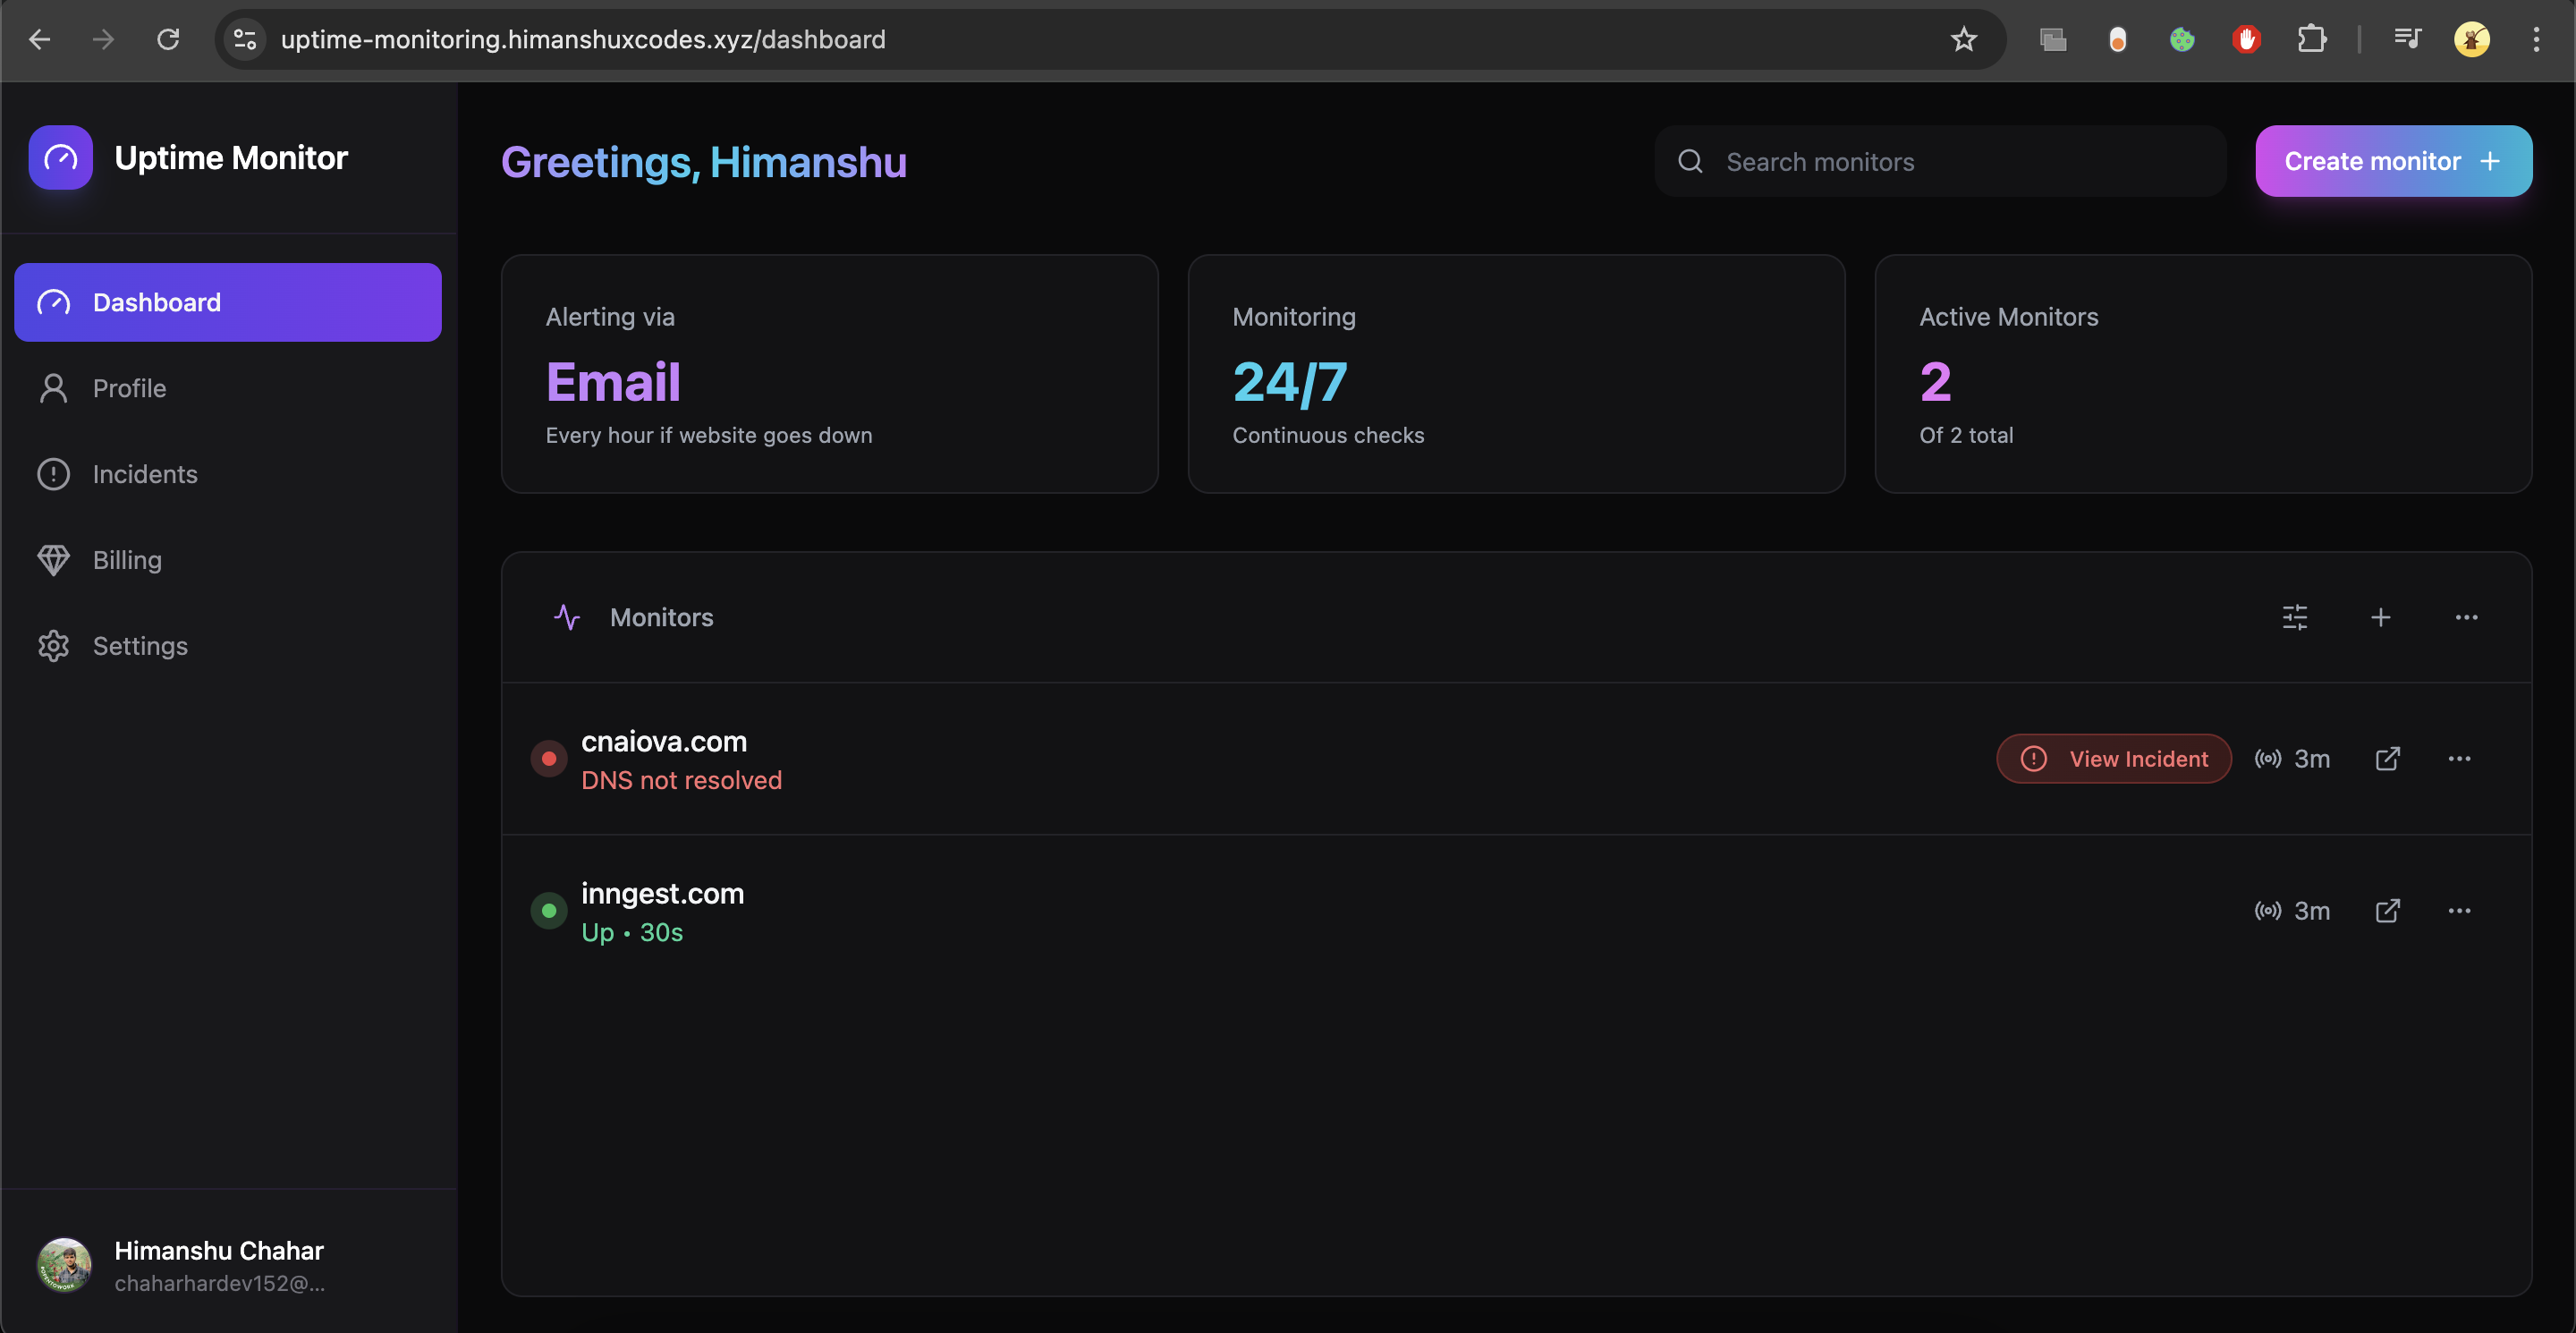 uptime-monitoring.himanshuxcodes.xyz/dashboard
Uptime Monitor
Dashboard
Profile
Incidents
Billing
Settings
Himanshu Chahar
chaharhardev152@...
Greetings, Himanshu
Search monitors
Create monitor +
Alerting via
Email
Every hour if website goes down
Monitoring
24/7
Continuous checks
Active Monitors
2
Of 2 total
Monitors
cnaiova.com
DNS not resolved
View Incident
3m
inngest.com
Up • 30s
3m